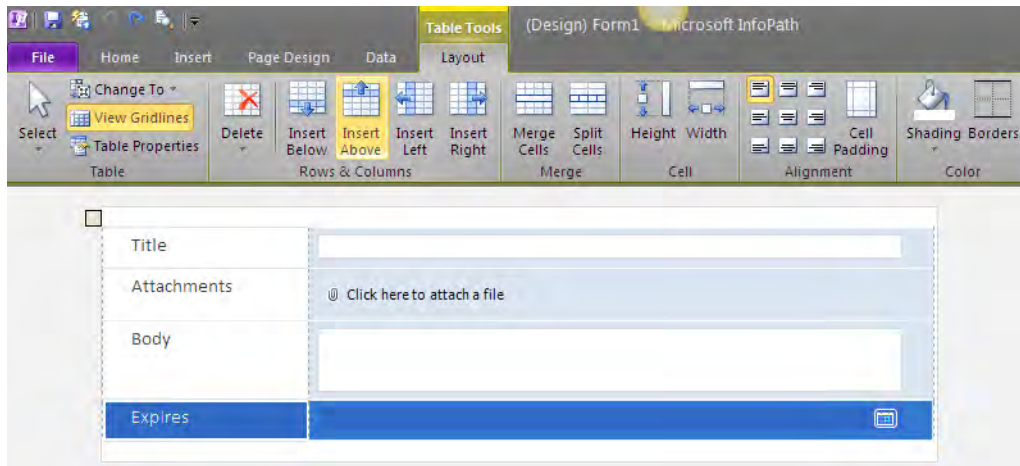 Table Tools (Design) Form1 - Microsoft InfoPath
File Home Insert Page Design Data Layout
Select
Change To
View Gridlines
Table Properties
Delete
Insert Below
Insert Above
Insert Left
Insert Right
Merge Cells
Split Cells
Height Width
Cell Padding
Shading Borders
Table Rows & Columns Merge Cell Alignment Color
Title
Attachments
Click here to attach a file
Body
Expires